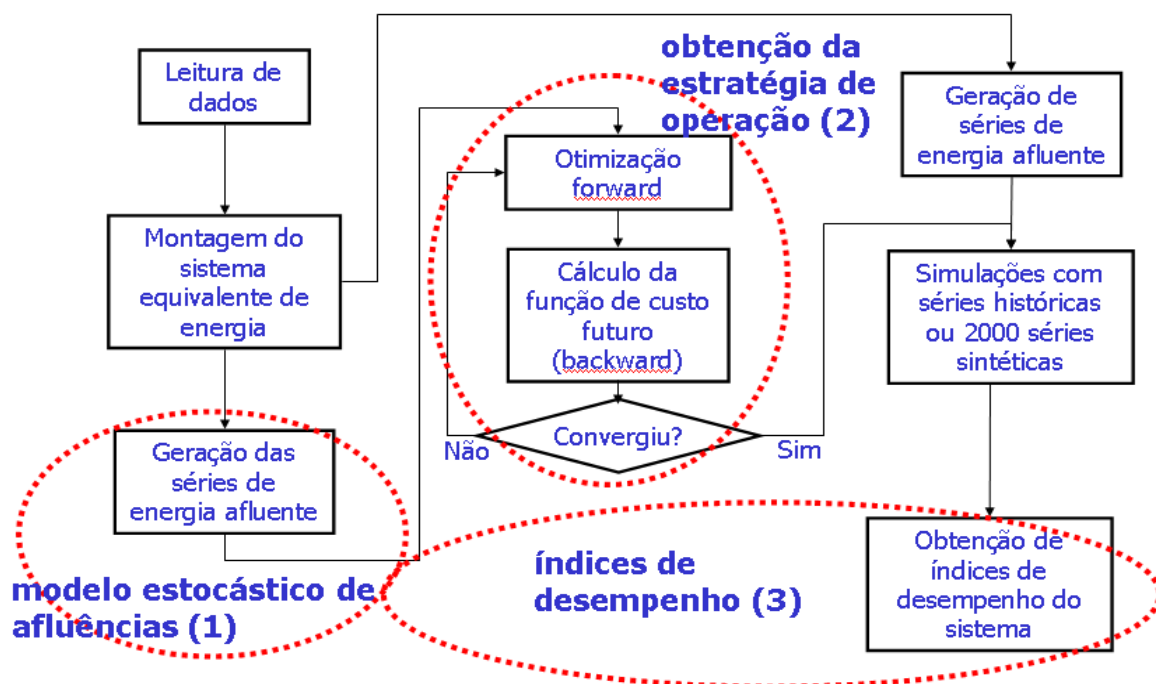 Leitura de
dados
Montagem do
sistema
equivalente de
energia
Geração das
séries de
energia afluente
modelo estocástico de
afluências (1)
obtenção da
estratégia de
operação (2)
Otimização
forward
Cálculo da
função de custo
futuro
(backward)
Convergiu?
Não
Sim
Geração de
séries de
energia afluente
Simulações com
séries históricas
ou 2000 séries
sintéticas
índices de
desempenho (3)
Obtenção de
índices de
desempenho do
sistema